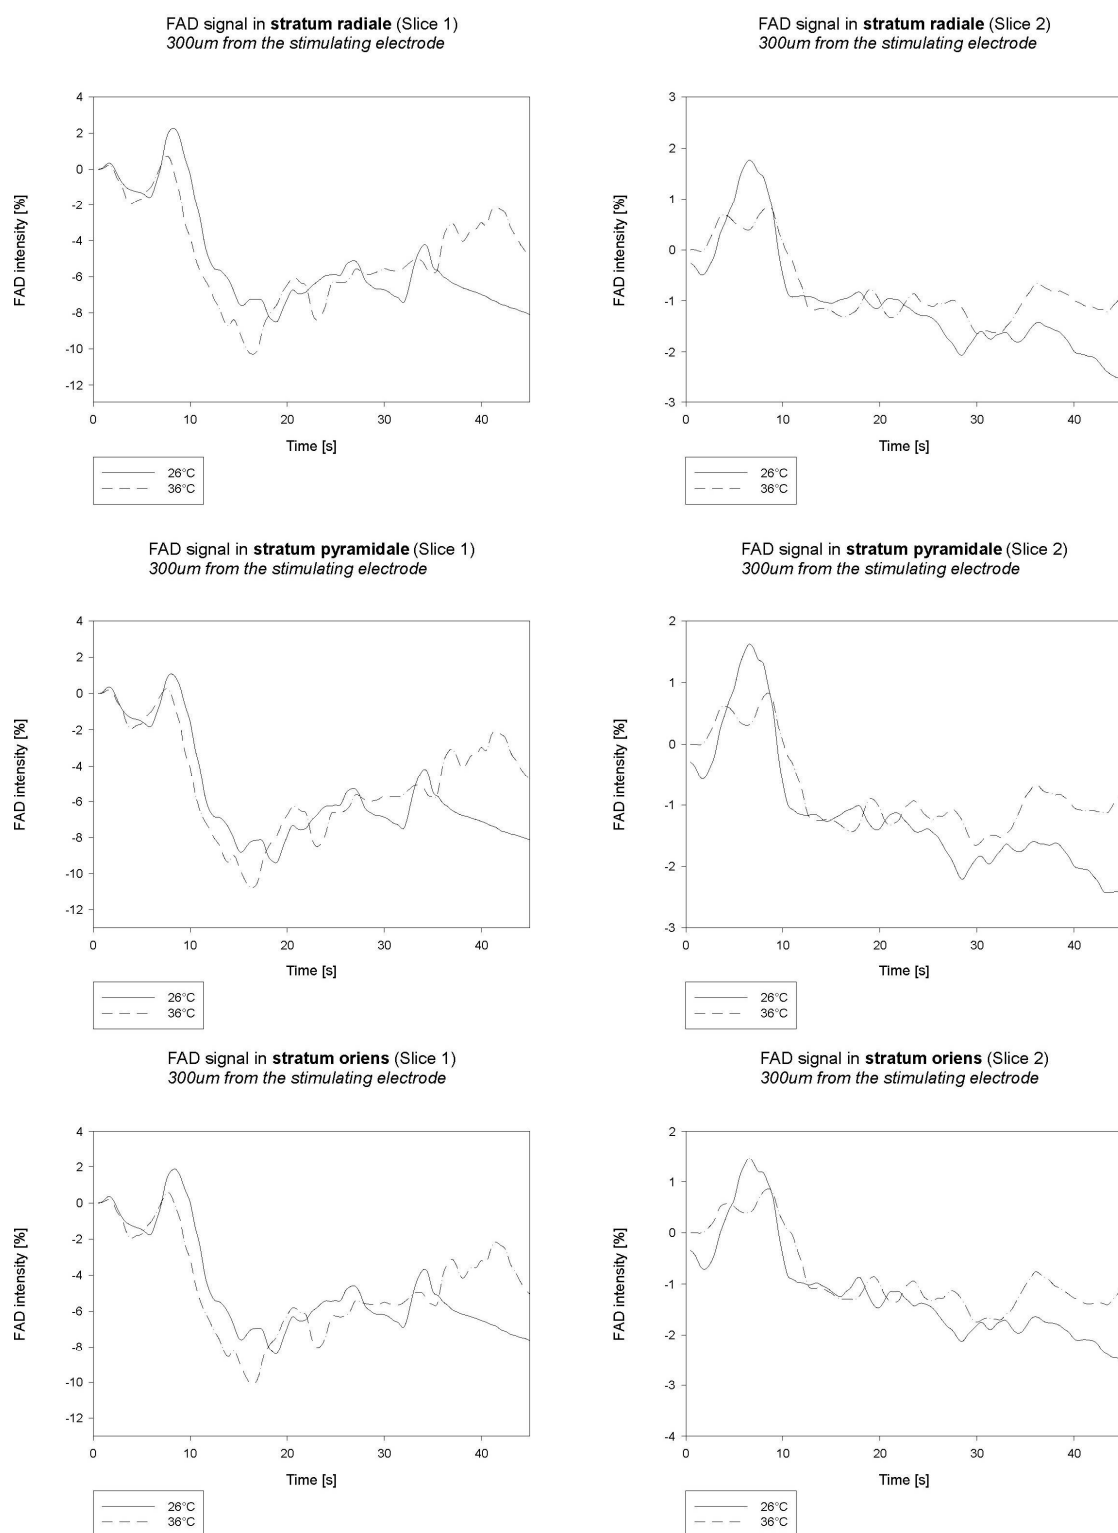 FAD signal in stratum radiale (Slice 1)
300um from the stimulating electrode
4
2
0
-2
-4
-6
-8
-10
-12
FAD intensity [%]
0 10 20 30 40
Time [s]
26°C
36°C
FAD signal in stratum radiale (Slice 2)
300um from the stimulating electrode
3
2
1
0
-1
-2
-3
FAD intensity [%]
0 10 20 30 40
Time [s]
26°C
36°C
FAD signal in stratum pyramidale (Slice 1)
300um from the stimulating electrode
4
2
0
-2
-4
-6
-8
-10
-12
FAD intensity [%]
0 10 20 30 40
Time [s]
26°C
36°C
FAD signal in stratum pyramidale (Slice 2)
300um from the stimulating electrode
2
1
0
-1
-2
-3
FAD intensity [%]
0 10 20 30 40
Time [s]
26°C
36°C
FAD signal in stratum oriens (Slice 1)
300um from the stimulating electrode
4
2
0
-2
-4
-6
-8
-10
-12
FAD intensity [%]
0 10 20 30 40
Time [s]
26°C
36°C
FAD signal in stratum oriens (Slice 2)
300um from the stimulating electrode
2
1
0
-1
-2
-3
-4
FAD intensity [%]
0 10 20 30 40
Time [s]
26°C
36°C